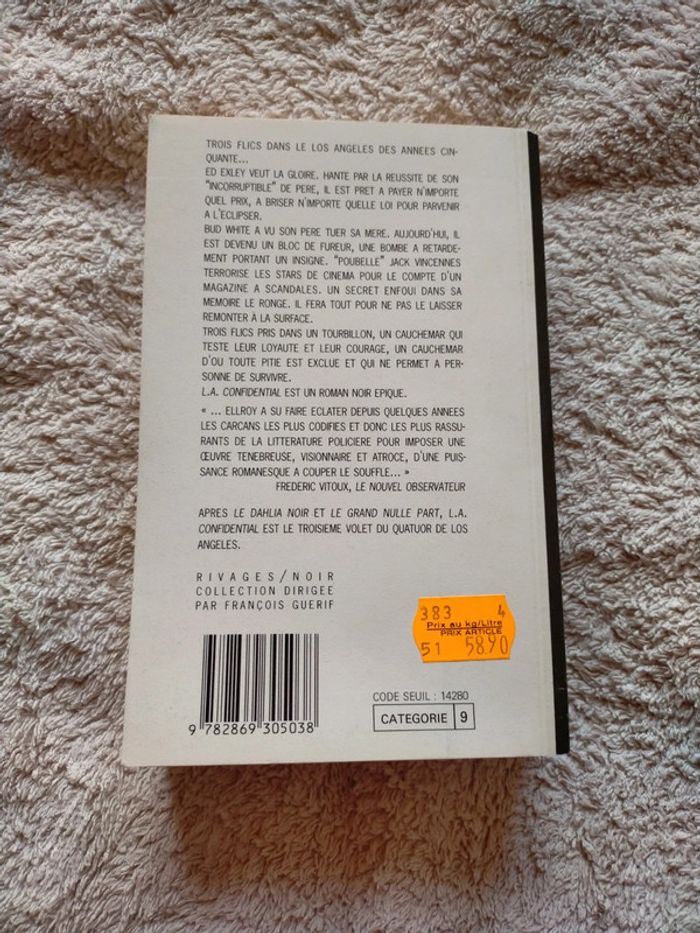 TROIS FLICS DANS LE LOS ANGELES DES ANNEES CIN-
QUANTE...
ED EXLEY VEUT LA GLOIRE. HANTE PAR LA REUSSITE DE SON
"INCORRUPTIBLE" DE PERE, IL EST PRET A PAYER N'IMPORTE
QUEL PRIX, A BRISER N'IMPORTE QUELLE LOI POUR PARVENIR
A L'ECLIPSER.
BUD WHITE A VU SON PERE TUER SA MERE. AUJOURD'HUI, IL
EST DEVENU UN BLOC DE FUREUR, UNE BOMBE A RETARDE-
MENT PORTANT UN INSIGNE. "POUBELLE" JACK VINCENNES
TERRORISE LES STARS DE CINEMA POUR LE COMPTE D'UN
MAGAZINE A SCANDALES. UN SECRET ENFOUI DANS SA
MEMOIRE LE RONGE. IL FERA TOUT POUR NE PAS LE LAISSER
REMONTER À LA SURFACE.
TROIS FLICS PRIS DANS UN TOURBILLON, UN CAUCHEMAR QUI
TESTE LEUR LOYAUTE ET LEUR COURAGE, UN CAUCHEMAR
D'OU TOUTE PITIE EST EXCLUE ET QUI NE PERMET A PER-
SONNE DE SURVIVRE.
L.A. CONFIDENTIAL EST UN ROMAN NOIR EPIQUE.
« ... ELLROY A SU FAIRE ECLATER DEPUIS QUELQUES ANNEES
LES CARCANS LES PLUS CODIFIES ET DONC LES PLUS RASSU-
RANTS DE LA LITTERATURE POLICIERE POUR IMPOSER UNE
ŒUVRE TENEBREUSE, VISIONNAIRE ET ATROCE, D'UNE PUIS-
SANCE ROMANESQUE A COUPER LE SOUFFLE... »
FREDERIC VITOUX, LE NOUVEL OBSERVATEUR
APRES LE DAHLIA NOIR ET LE GRAND NULLE PART, L.A.
CONFIDENTIAL EST LE TROISIEME VOLET DU QUATUOR DE LOS
ANGELES.
RIVAGES/NOIR
COLLECTION DIRIGEE
PAR FRANÇOIS GUERIF
383 4
Prix au kg/Litre
PRIX ARTICLE
51 58.90
CODE SEUIL : 14280
CATEGORIE 9
9 782869 305038